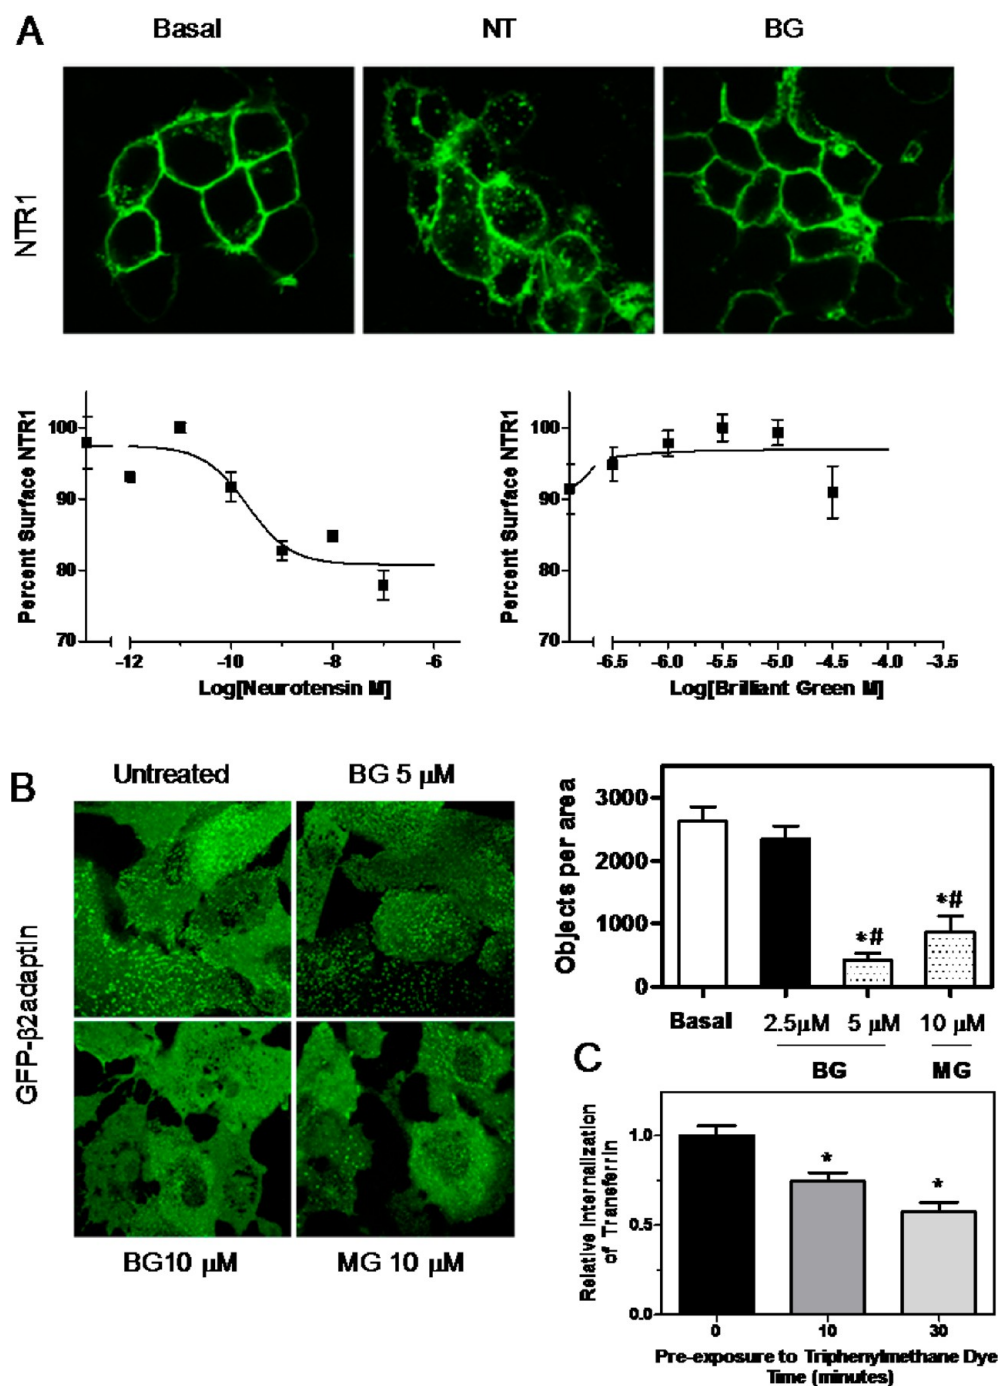 A
Basal
NT
BG
NTR1
Percent Surface NTR1
100
90
80
70
-12
-10
-8
-6
Log[Neurotensin M]
Percent Surface NTR1
100
90
80
70
-6.5
-6.0
-5.5
-5.0
-4.5
-4.0
-3.5
Log[Brilliant Green M]
B
Untreated
BG 5 μM
GFP-β2adaptin
BG10 μM
MG 10 μM
Objects per area
3000
2000
1000
0
*#
*#
Basal
2.5μM
5 μM
10 μM
BG
MG
C
Relative Internalization
of Transferrin
1.0
0.5
0.0
*
*
0
10
30
Pre-exposure to Triphenylmethane Dye
Time (minutes)